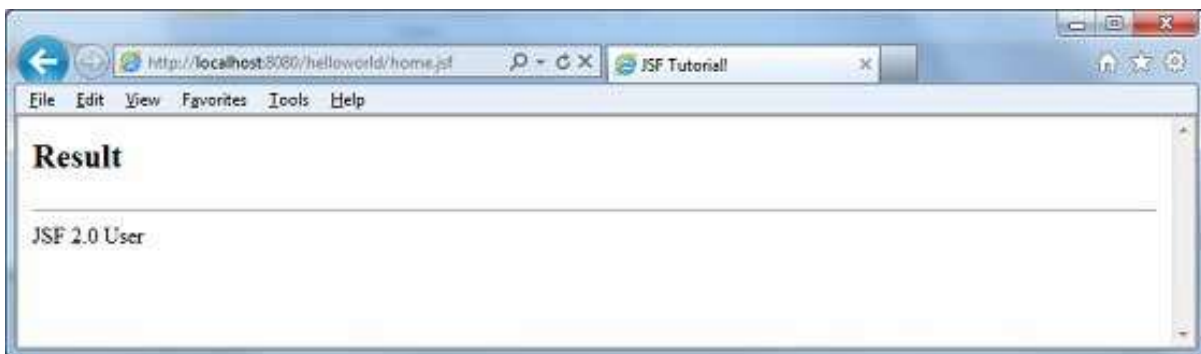 http://localhost:8080/helloworld/home.jsf
JSF Tutorial!
File Edit View Favorites Tools Help
Result
JSF 2.0 User